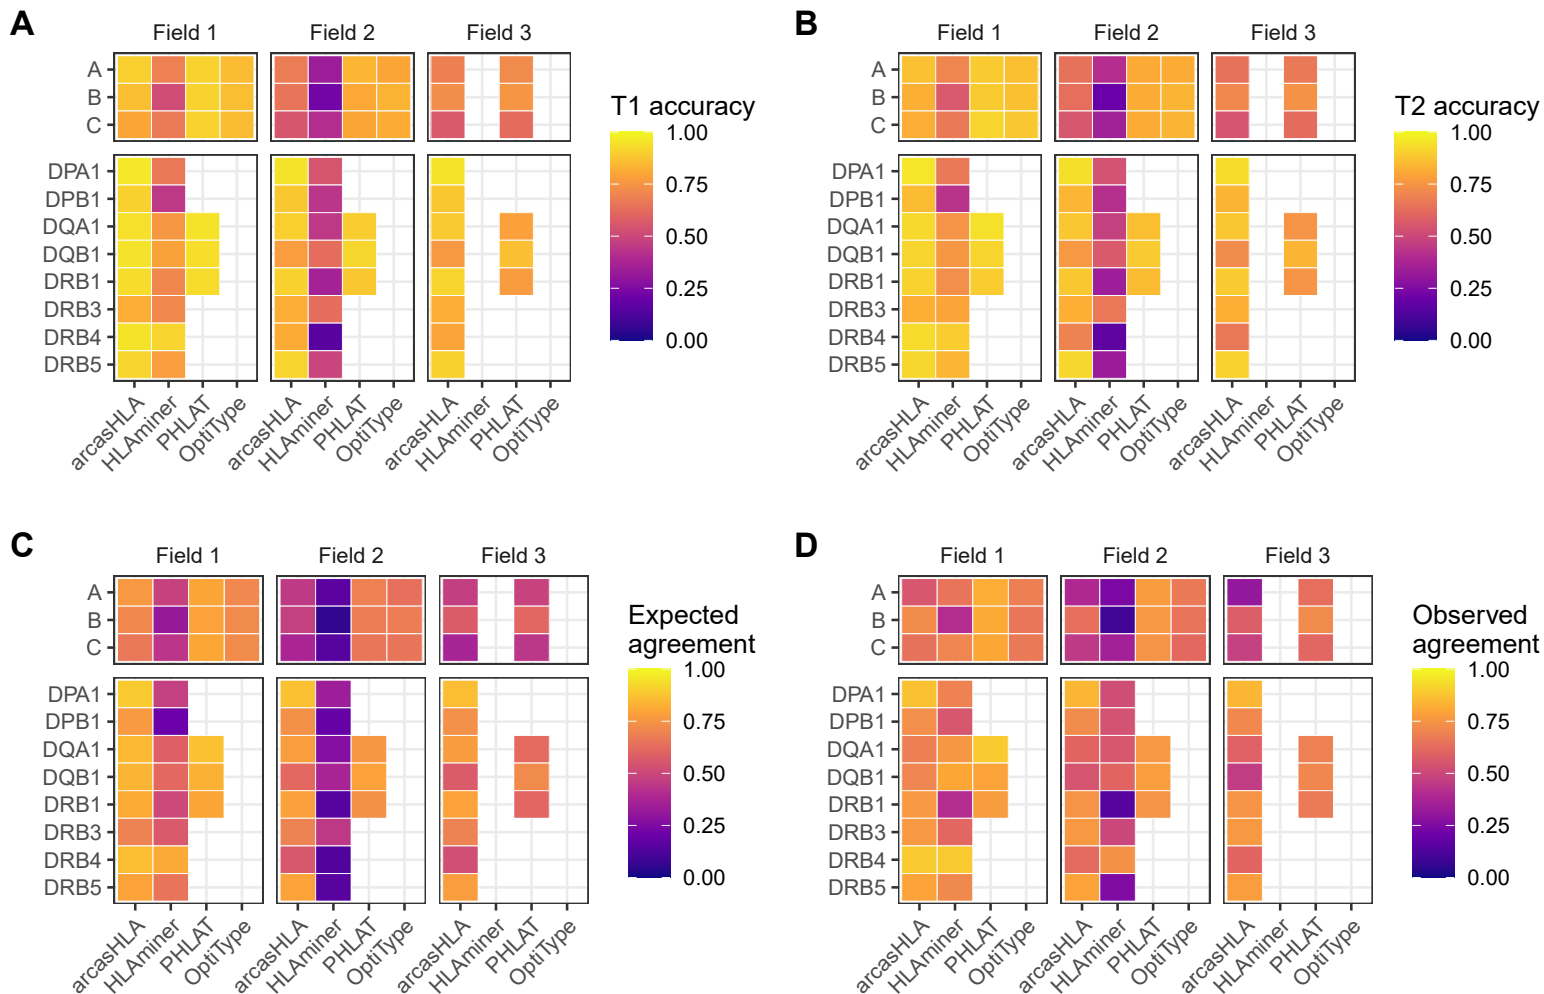 A
Field 1 Field 2 Field 3
A
B
C
DPA1
DPB1
DQA1
DQB1
DRB1
DRB3
DRB4
DRB5
arcasHLA HLAminer PHLAT OptiType arcasHLA HLAminer PHLAT OptiType arcasHLA HLAminer PHLAT OptiType
T1 accuracy
1.00
0.75
0.50
0.25
0.00
B
Field 1 Field 2 Field 3
A
B
C
DPA1
DPB1
DQA1
DQB1
DRB1
DRB3
DRB4
DRB5
arcasHLA HLAminer PHLAT OptiType arcasHLA HLAminer PHLAT OptiType arcasHLA HLAminer PHLAT OptiType
T2 accuracy
1.00
0.75
0.50
0.25
0.00
C
Field 1 Field 2 Field 3
A
B
C
DPA1
DPB1
DQA1
DQB1
DRB1
DRB3
DRB4
DRB5
arcasHLA HLAminer PHLAT OptiType arcasHLA HLAminer PHLAT OptiType arcasHLA HLAminer PHLAT OptiType
Expected
agreement
1.00
0.75
0.50
0.25
0.00
D
Field 1 Field 2 Field 3
A
B
C
DPA1
DPB1
DQA1
DQB1
DRB1
DRB3
DRB4
DRB5
arcasHLA HLAminer PHLAT OptiType arcasHLA HLAminer PHLAT OptiType arcasHLA HLAminer PHLAT OptiType
Observed
agreement
1.00
0.75
0.50
0.25
0.00